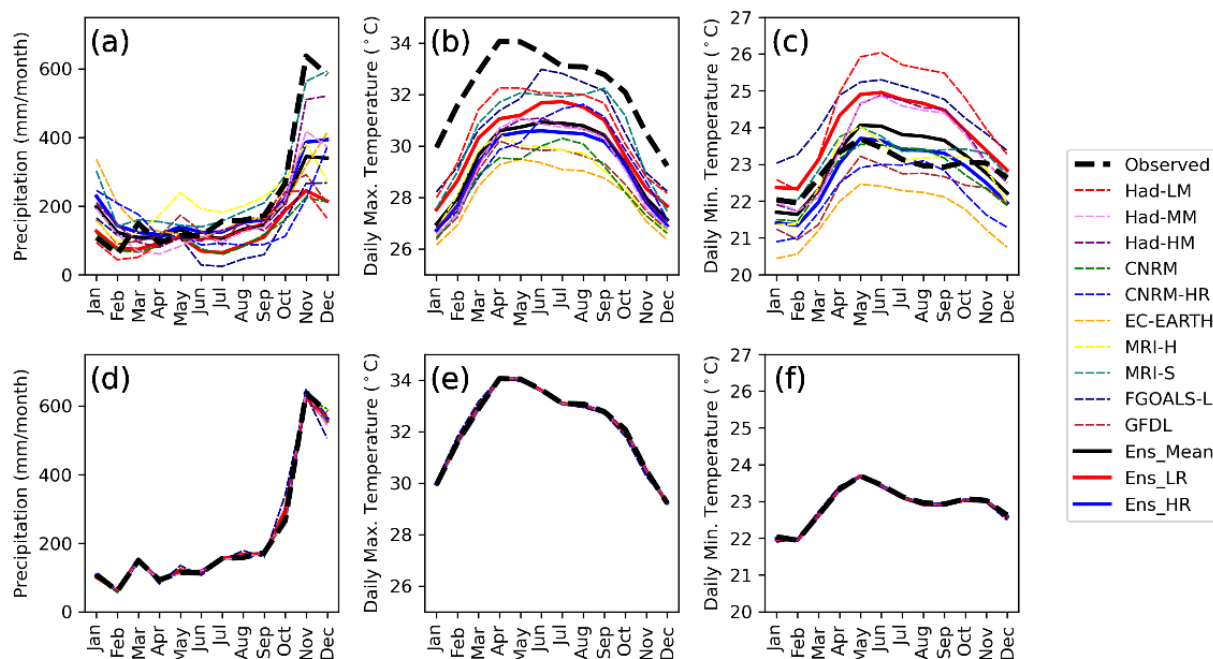 (a)
Precipitation (mm/month)
600
400
200
0
Jan
Feb
Mar
Apr
May
Jun
Jul
Aug
Sep
Oct
Nov
Dec
(b)
Daily Max. Temperature (°C)
34
32
30
28
26
Jan
Feb
Mar
Apr
May
Jun
Jul
Aug
Sep
Oct
Nov
Dec
(c)
Daily Min. Temperature (°C)
27
26
25
24
23
22
21
20
Jan
Feb
Mar
Apr
May
Jun
Jul
Aug
Sep
Oct
Nov
Dec
(d)
Precipitation (mm/month)
600
400
200
0
Jan
Feb
Mar
Apr
May
Jun
Jul
Aug
Sep
Oct
Nov
Dec
(e)
Daily Max. Temperature (°C)
34
32
30
28
26
Jan
Feb
Mar
Apr
May
Jun
Jul
Aug
Sep
Oct
Nov
Dec
(f)
Daily Min. Temperature (°C)
27
26
25
24
23
22
21
20
Jan
Feb
Mar
Apr
May
Jun
Jul
Aug
Sep
Oct
Nov
Dec
Observed
Had-LM
Had-MM
Had-HM
CNRM
CNRM-HR
EC-EARTH
MRI-H
MRI-S
FGOALS-L
GFDL
Ens_Mean
Ens_LR
Ens_HR